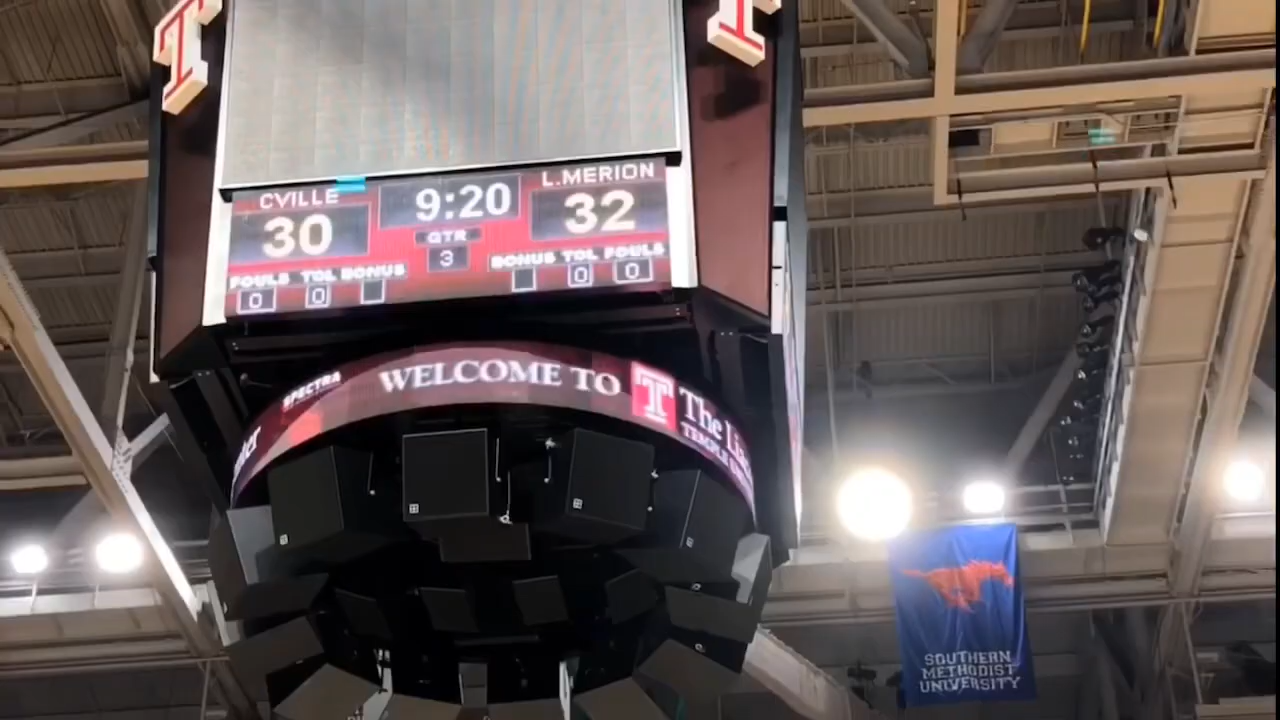 T
T
CVILLE 9:20 L.MERION
30 32
QTR
3
FOULS TOL BONUS BONUS TOL FOULS
0 0 0 0
SPECTRA WELCOME TO T The
TEMPLE
SOUTHERN
METHODIST
UNIVERSITY